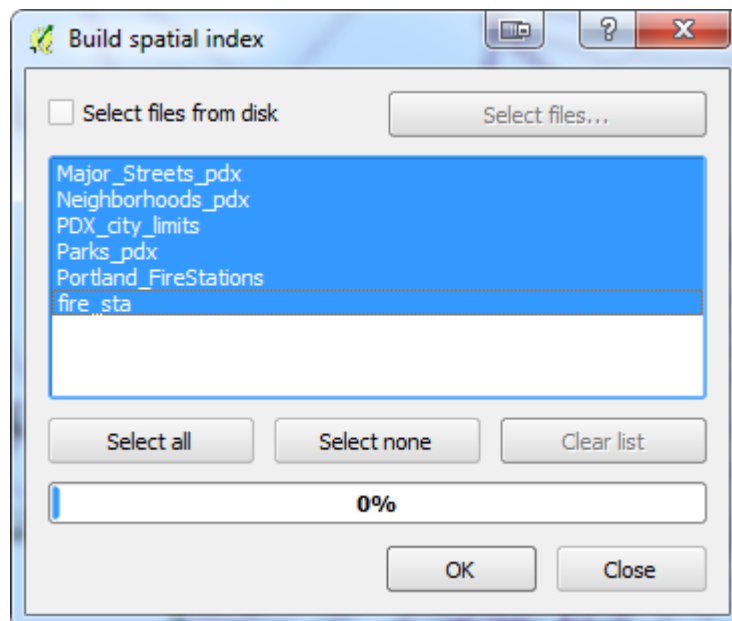 Build spatial index
Select files from disk
Select files...
Major_Streets_pdx
Neighborhoods_pdx
PDX_city_limits
Parks_pdx
Portland_FireStations
fire_sta
Select all
Select none
Clear list
0%
OK
Close